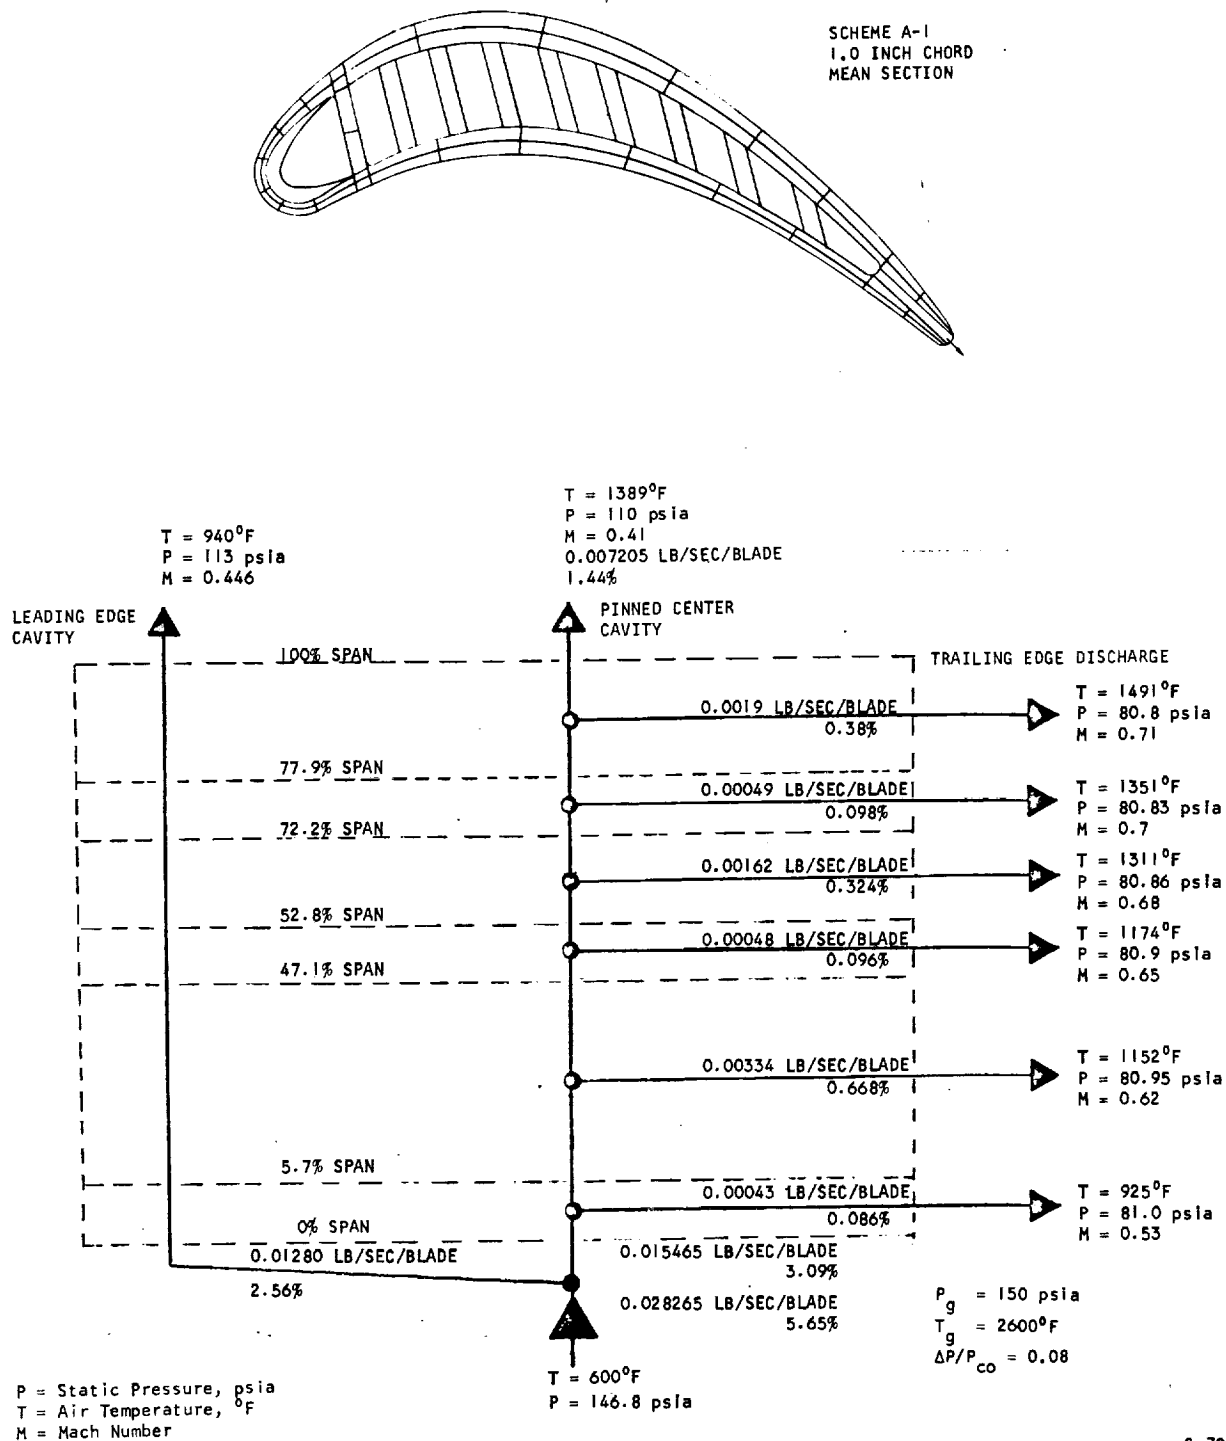 SCHEME A-1
1.0 INCH CHORD
MEAN SECTION
T = 1389°F
P = 110 psia
M = 0.41
0.007205 LB/SEC/BLADE
1.44%
T = 940°F
P = 113 psia
M = 0.446
LEADING EDGE
CAVITY
PINNED CENTER
CAVITY
100% SPAN
TRAILING EDGE DISCHARGE
0.0019 LB/SEC/BLADE
0.38%
T = 1491°F
P = 80.8 psia
M = 0.71
77.9% SPAN
0.00049 LB/SEC/BLADE
0.098%
T = 1351°F
P = 80.83 psia
M = 0.7
72.2% SPAN
0.00162 LB/SEC/BLADE
0.324%
T = 1311°F
P = 80.86 psia
M = 0.68
52.8% SPAN
0.00048 LB/SEC/BLADE
0.096%
T = 1174°F
P = 80.9 psia
M = 0.65
47.1% SPAN
0.00334 LB/SEC/BLADE
0.668%
T = 1152°F
P = 80.95 psia
M = 0.62
5.7% SPAN
0.00043 LB/SEC/BLADE
0.086%
T = 925°F
P = 81.0 psia
M = 0.53
0% SPAN
0.01280 LB/SEC/BLADE
2.56%
0.015465 LB/SEC/BLADE
3.09%
0.028265 LB/SEC/BLADE
5.65%
Pg = 150 psia
Tg = 2600°F
ΔP/Pco = 0.08
T = 600°F
P = 146.8 psia
P = Static Pressure, psia
T = Air Temperature, °F
M = Mach Number